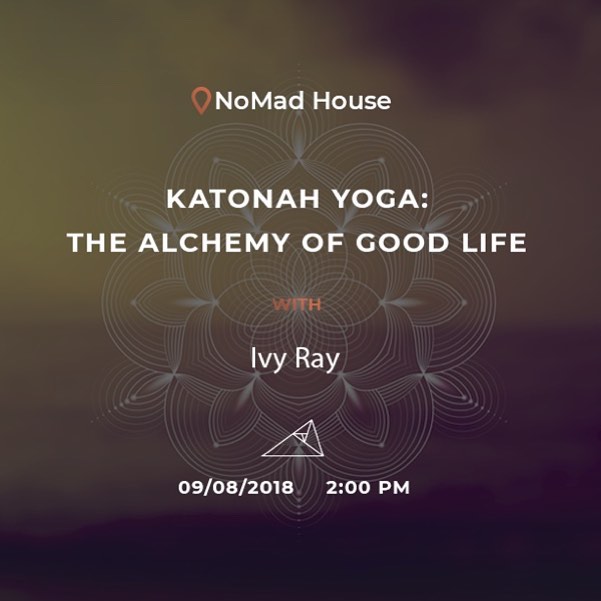 NoMad House
KATONAH YOGA:
THE ALCHEMY OF GOOD LIFE
WITH
Ivy Ray
09/08/2018 2:00 PM